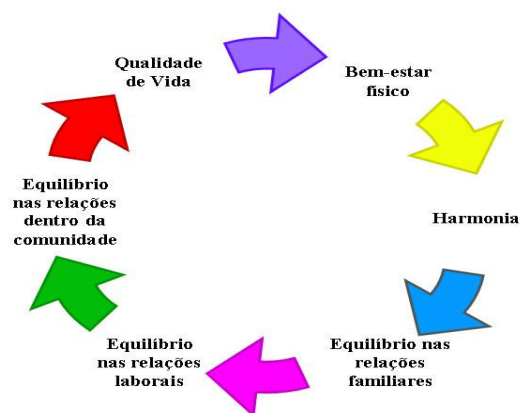 Qualidade
de Vida
Bem-estar
físico
Harmonia
Equilíbrio nas
relações
familiares
Equilíbrio
nas relações
laborais
Equilíbrio
nas relações
dentro da
comunidade